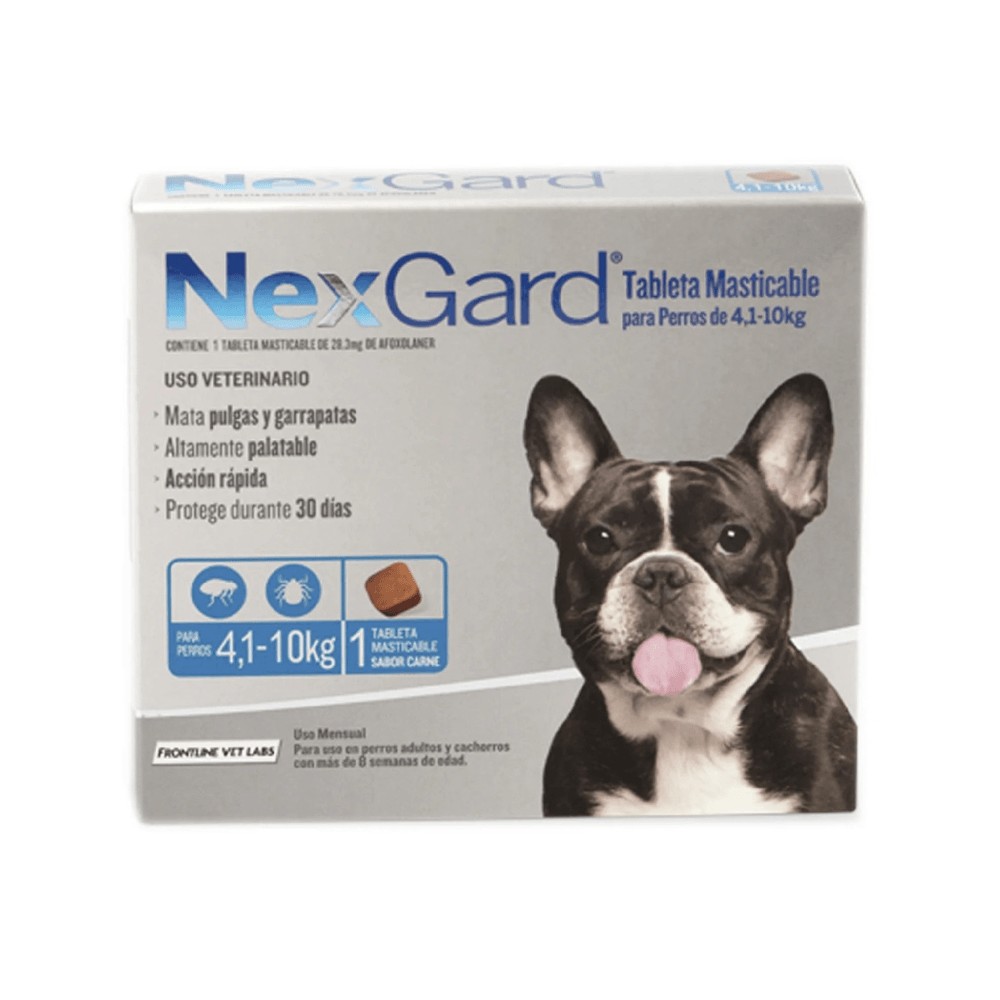 NexGard
4,1-10kg
NexGard®
Tableta Masticable
para Perros de 4,1-10kg
CONTIENE 1 TABLETA MASTICABLE DE 28.3mg DE AFOXOLANER
USO VETERINARIO
› Mata pulgas y garrapatas
› Altamente palatable
› Acción rápida
› Protege durante 30 días
PARA
PERROS
4,1-10kg
1
TABLETA
MASTICABLE
SABOR CARNE
FRONTLINE VET LABS
Uso Mensual
Para uso en perros adultos y cachorros
con más de 8 semanas de edad.